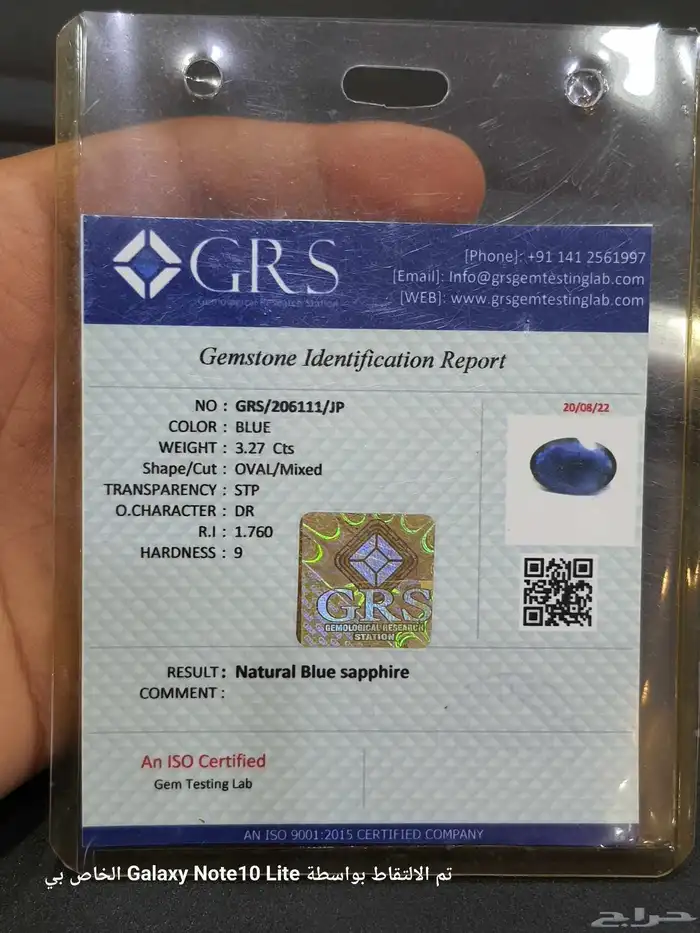 GRS
Gemological Research Station
[Phone]: +91 141 2561997
[Email]: Info@grsgemtestinglab.com
[WEB]: www.grsgemtestinglab.com
Gemstone Identification Report
NO : GRS/206111/JP
COLOR : BLUE
WEIGHT : 3.27 Cts
Shape/Cut : OVAL/Mixed
TRANSPARENCY : STP
O.CHARACTER : DR
R.I : 1.760
HARDNESS : 9
20/08/22
GRS
GEMOLOGICAL RESEARCH
STATION
RESULT : Natural Blue sapphire
COMMENT :
An ISO Certified
Gem Testing Lab
AN ISO 9001:2015 CERTIFIED COMPANY
تم الالتقاط بواسطة Galaxy Note10 Lite الخاص بي
حراج